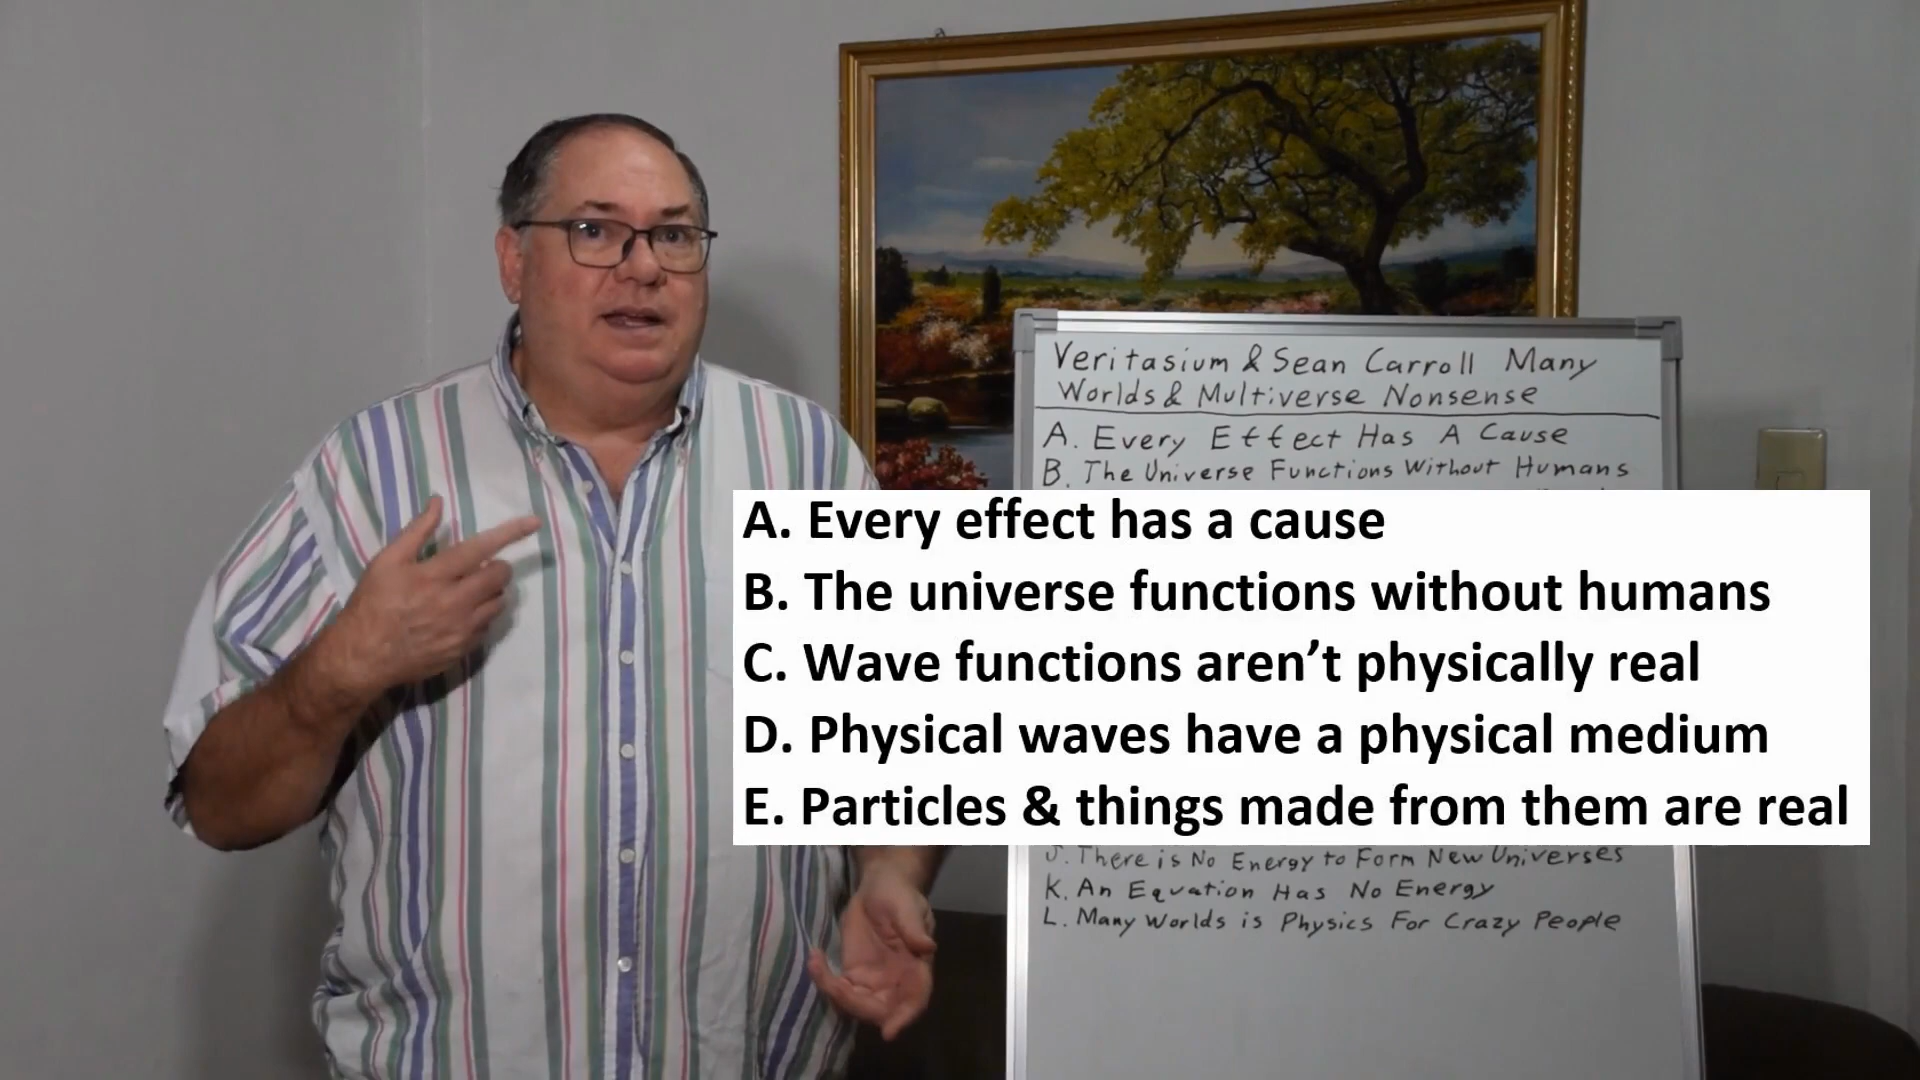 Veritasium & Sean Carroll Many
Worlds & Multiverse Nonsense
A. Every Effect Has A Cause
B. The Universe Functions Without Humans
A. Every effect has a cause
B. The universe functions without humans
C. Wave functions aren’t physically real
D. Physical waves have a physical medium
E. Particles & things made from them are real
J. There is No Energy to Form New Universes
K. An Equation Has No Energy
L. Many Worlds is Physics For Crazy People